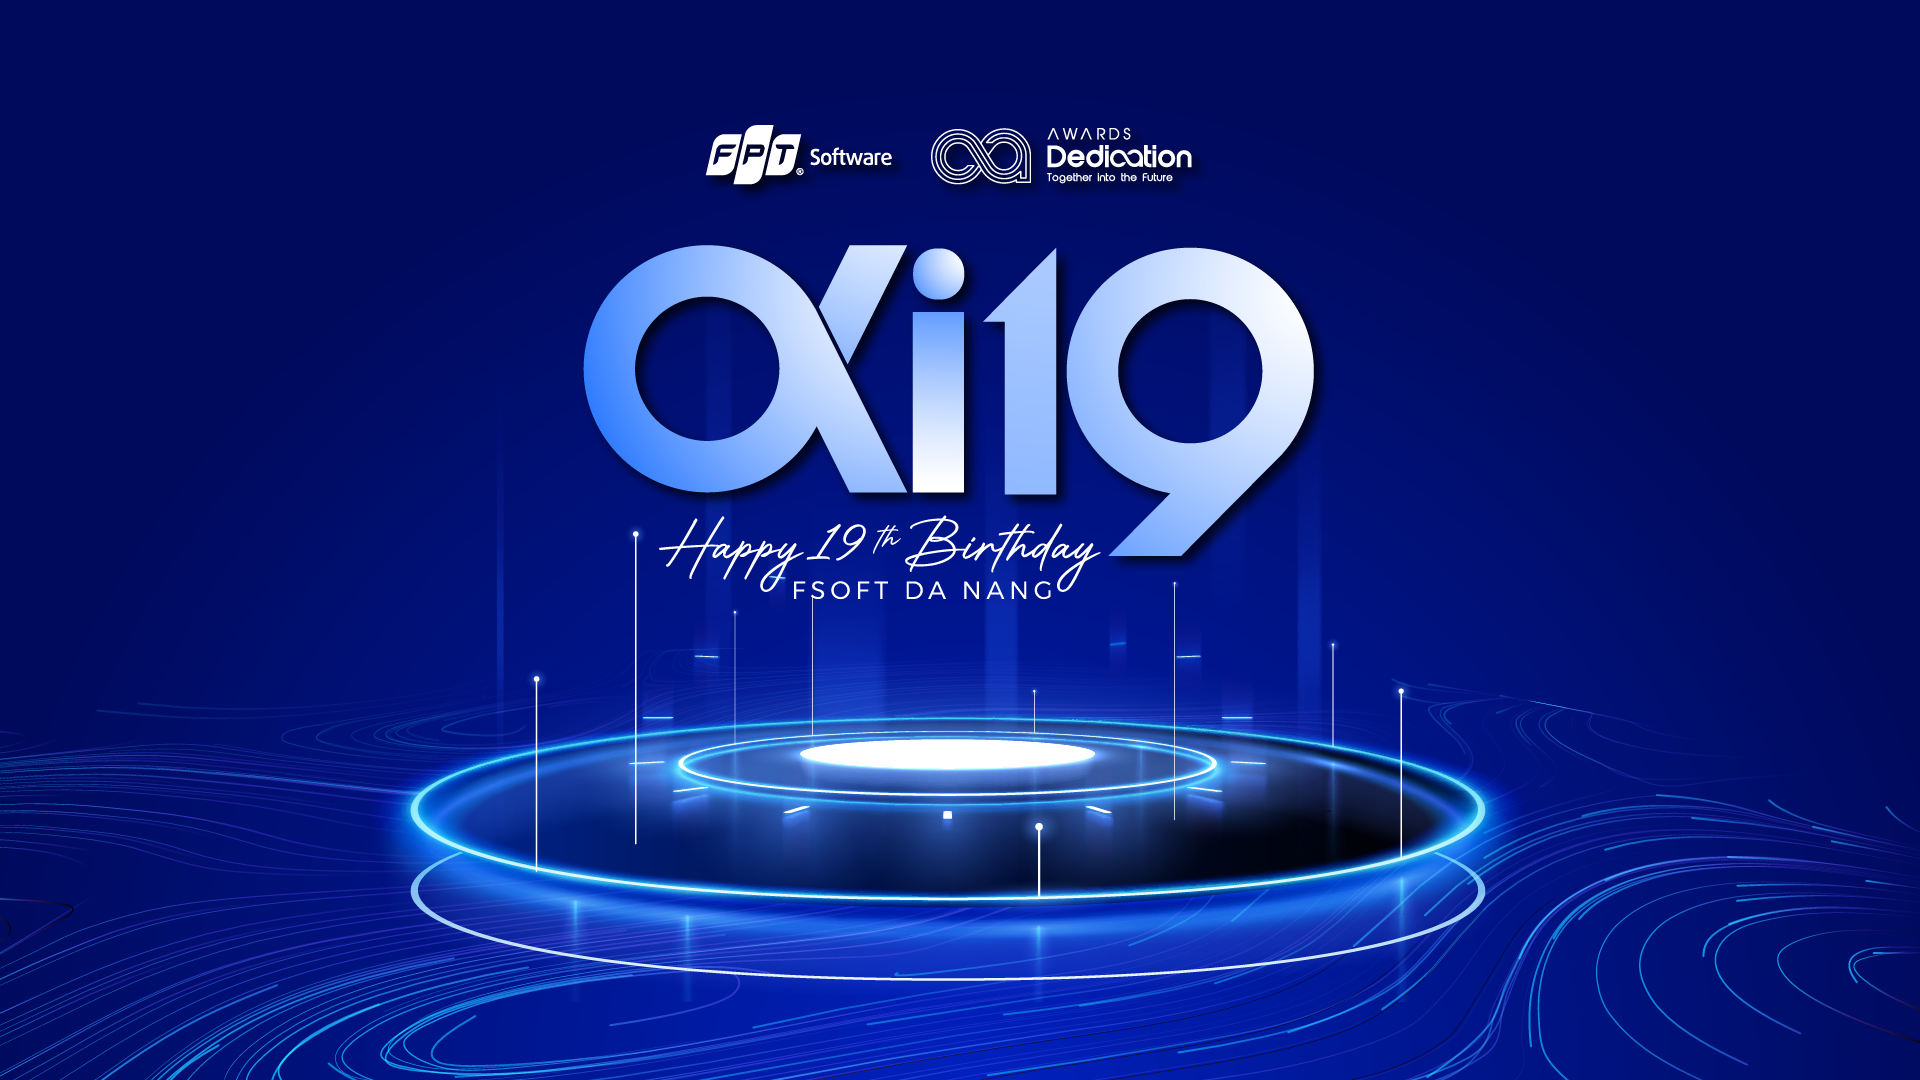 FPT® Software
AWARDS
Dedication
Together Into the Future
αi19
Happy 19th Birthday
FSOFT DA NANG